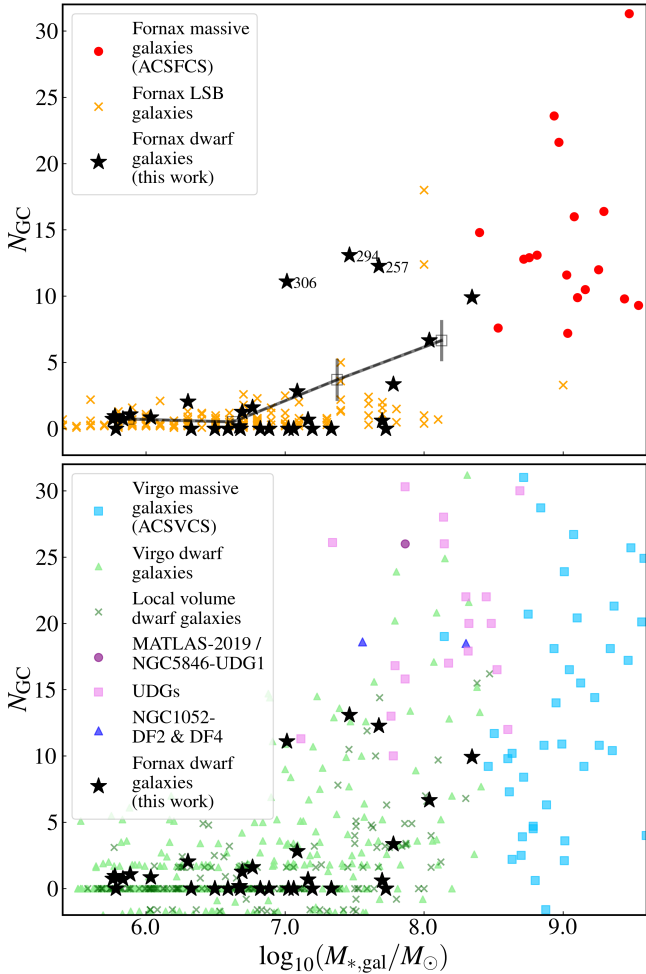 30
25
20
15
10
5
0
N_GC
Fornax massive
galaxies
(ACSFCS)
Fornax LSB
galaxies
Fornax dwarf
galaxies
(this work)
306
294
257
30
25
20
15
10
5
0
N_GC
Virgo massive
galaxies
(ACSVCS)
Virgo dwarf
galaxies
Local volume
dwarf galaxies
MATLAS-2019 /
NGC5846-UDG1
UDGs
NGC1052-
DF2 & DF4
Fornax dwarf
galaxies
(this work)
6.0 7.0 8.0 9.0
log₁₀(M_{*,gal}/M_⊙)